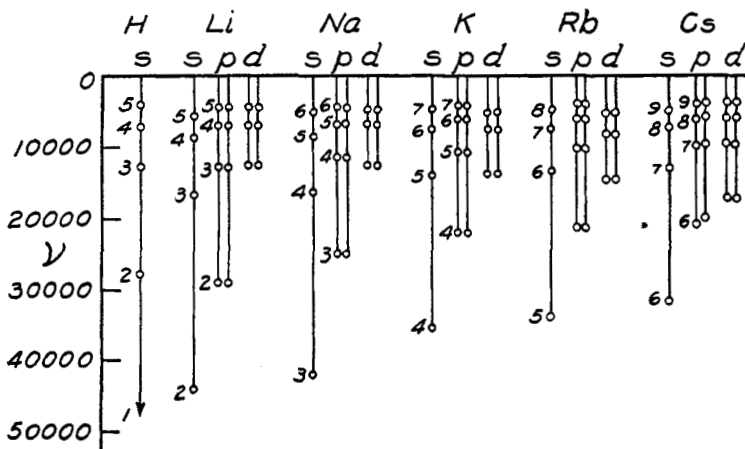 H Li Na K Rb Cs
s s p d s p d s p d s p d s p d
0
5 5 5 6 6 7 7 8 9 9
4 4 4 5 5 6 6 7 8 8
10000 4 5 7
3 3 5 6 7
3 4
20000 6
4
ν 3
2 2
30000 6
5
4
40000
3
2
1
50000